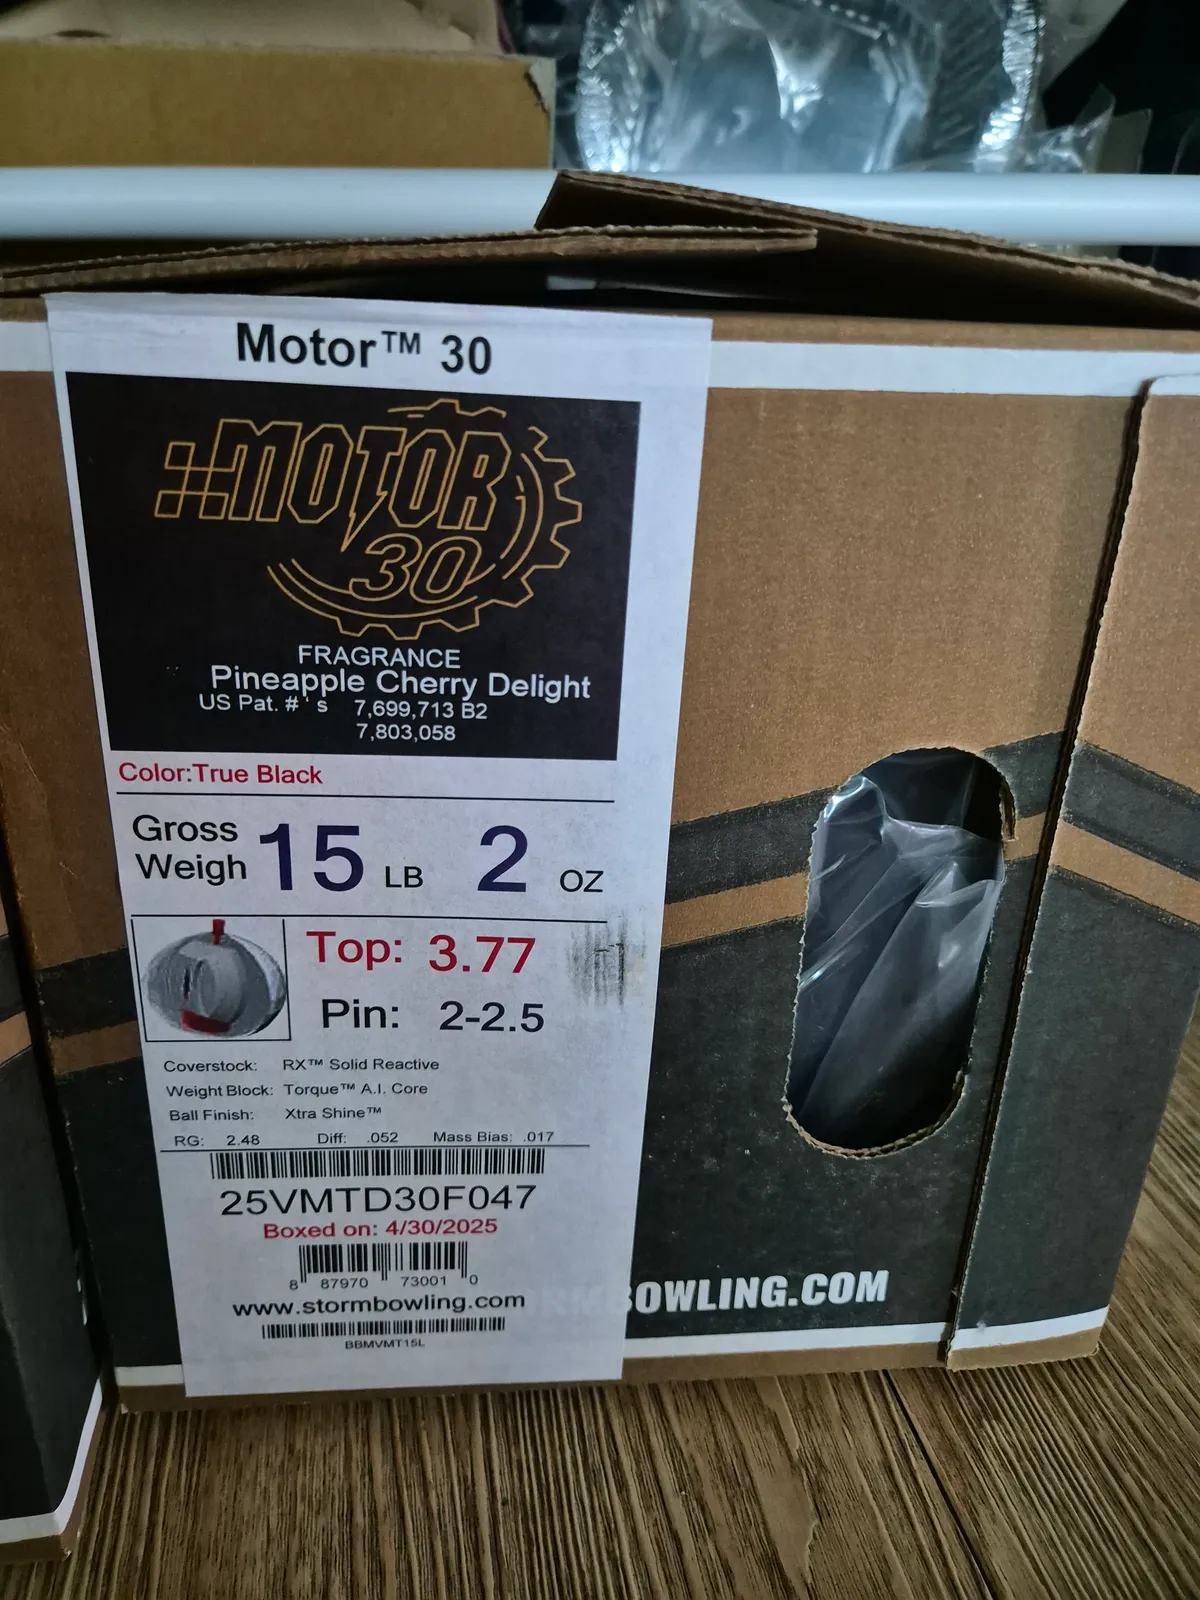 Motor™ 30
MOTOR
30
FRAGRANCE
Pineapple Cherry Delight
US Pat. # ' s 7,699,713 B2
7,803,058
Color:True Black
Gross
Weigh 15 LB 2 OZ
Top: 3.77
Pin: 2-2.5
Coverstock: RX™ Solid Reactive
Weight Block: Torque™ A.I. Core
Ball Finish: Xtra Shine™
RG: 2.48 Diff: .052 Mass Bias: .017
25VMTD30F047
Boxed on: 4/30/2025
8 87970 73001 0
www.stormbowling.com
BBMVMT15L
RMBOWLING.COM